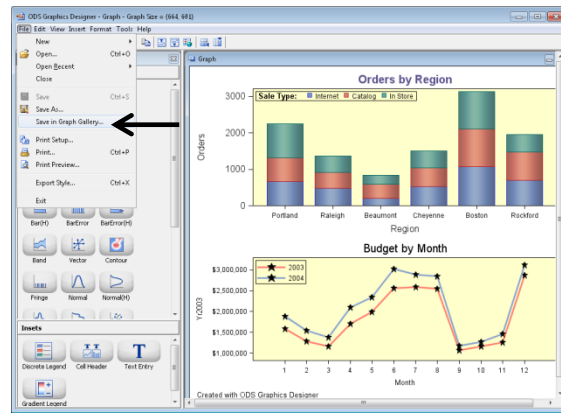 ODS Graphics Designer - Graph - Graph Size = (664, 601)
File Edit View Insert Format Tools Help
New
Open... Ctrl+O
Open Recent
Close
Save Ctrl+S
Save As...
Save in Graph Gallery...
Print Setup...
Print... Ctrl+P
Print Preview...
Export Style... Ctrl+X
Exit
Bar(H) BarError BarError(H)
Band Vector Contour
Fringe Normal Normal(H)
Insets
Discrete Legend Cell Header Text Entry
Gradient Legend
Graph
Orders by Region
Sale Type: Internet Catalog In Store
3000
2000
1000
0
Orders
Portland Raleigh Beaumont Cheyenne Boston Rockford
Region
Budget by Month
2003
2004
$3,000,000
$2,500,000
$2,000,000
$1,500,000
$1,000,000
Yr2003
1 2 3 4 5 6 7 8 9 10 11 12
Month
Created with ODS Graphics Designer